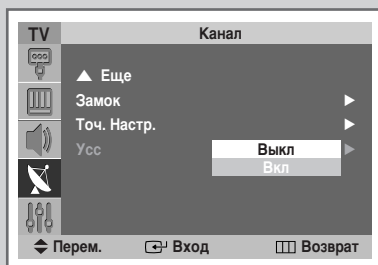 TV Канал
▲ Еще
Замок ▶
Точ. Настр. ▶
Усс Выкл ▶
Вкл
Перем. Вход Возврат